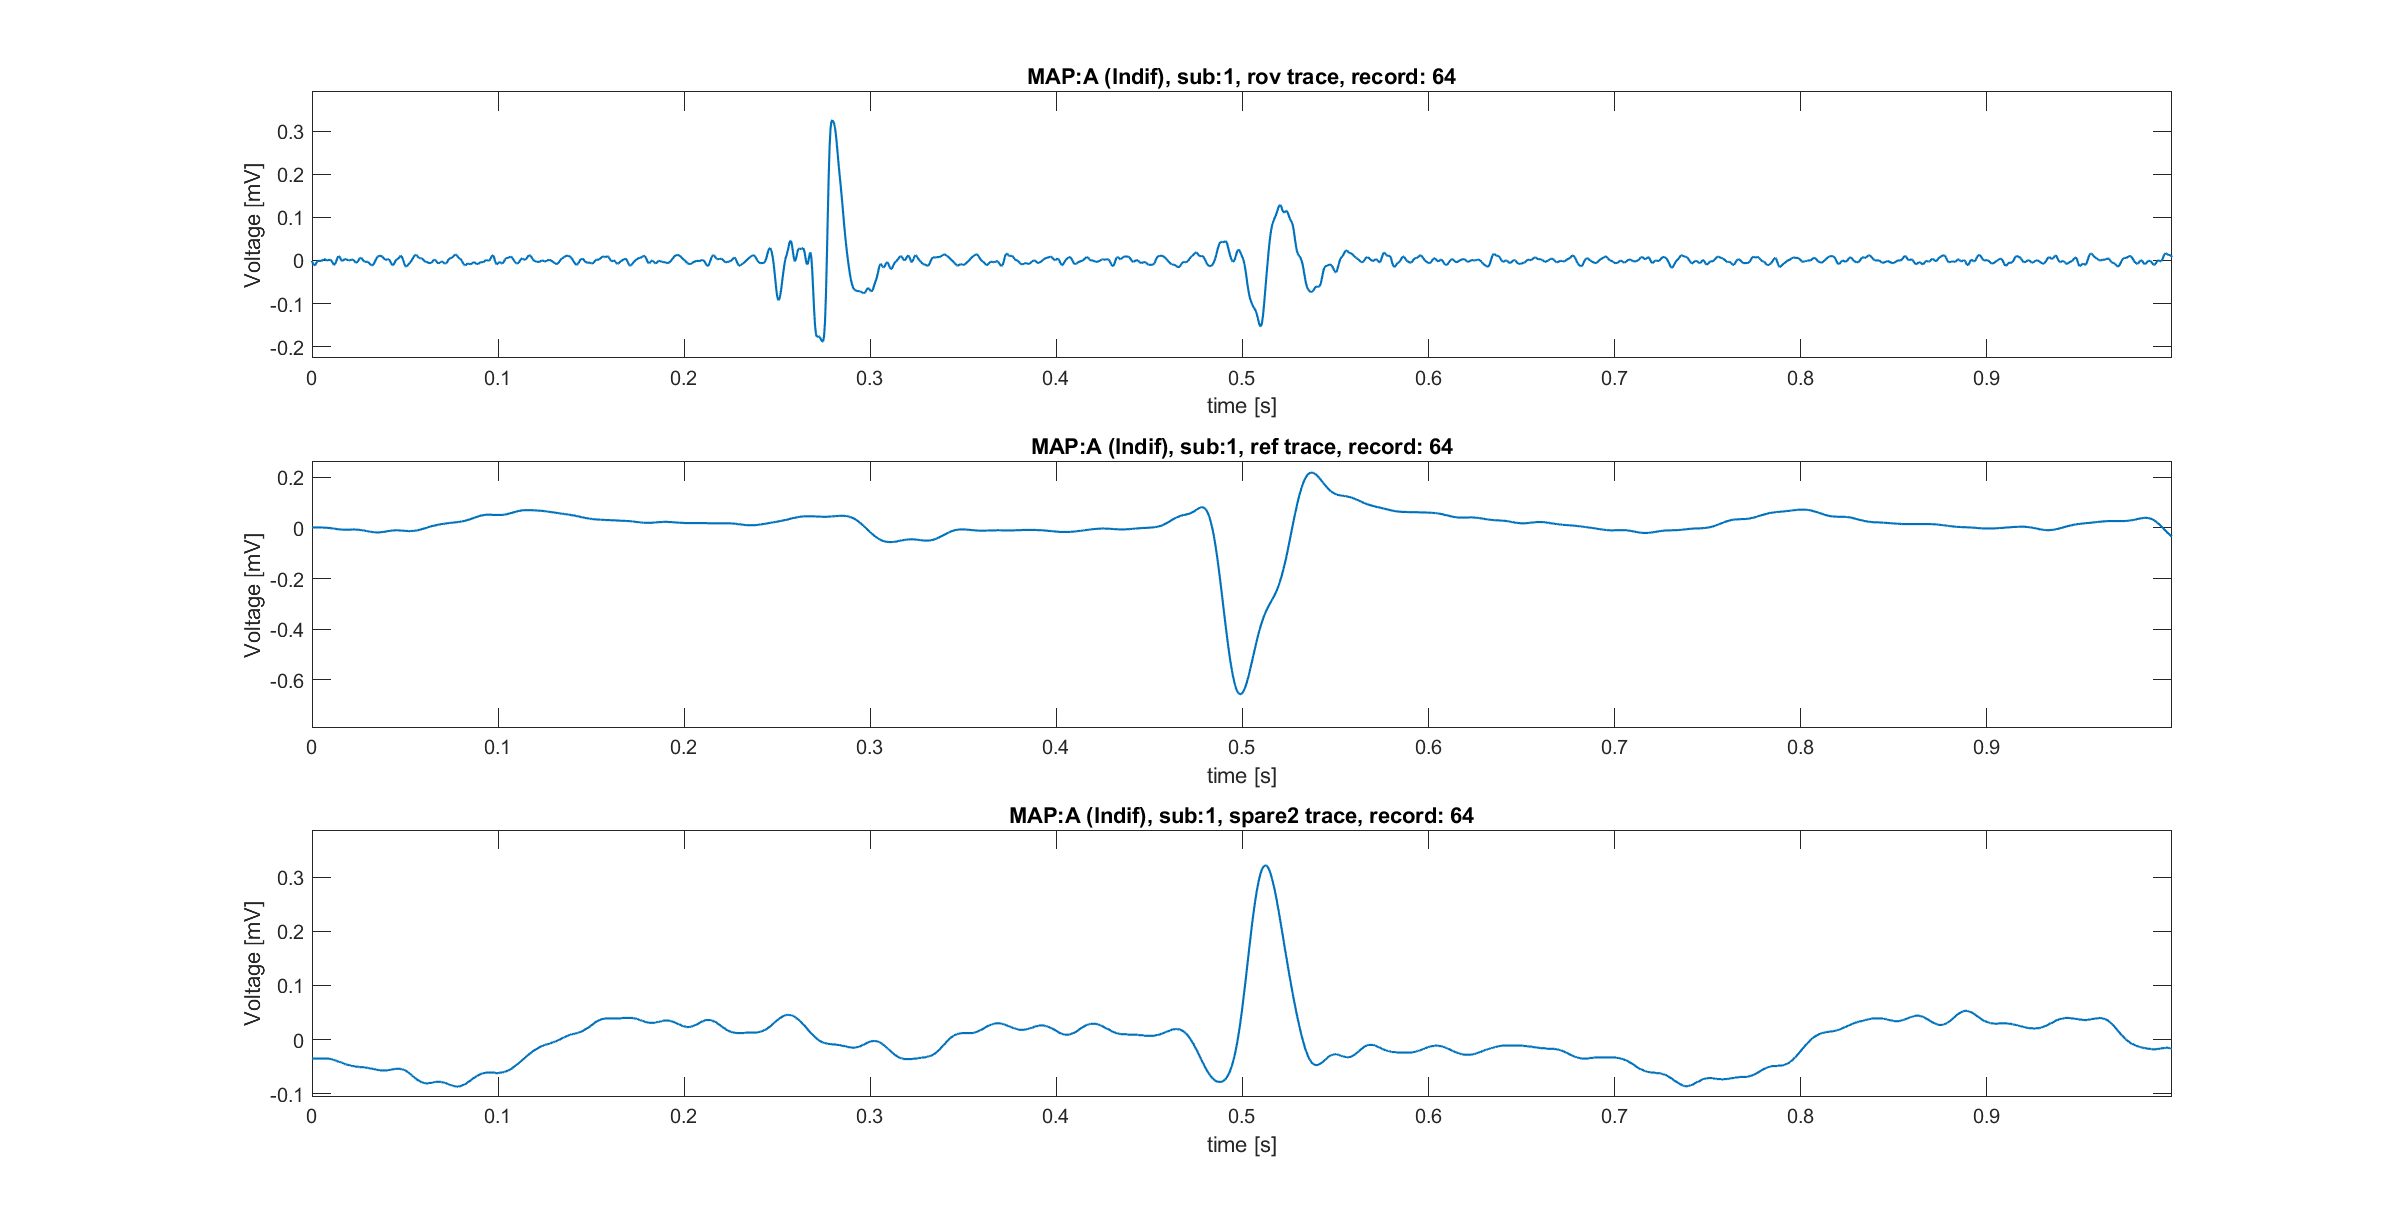 MAP:A (Indif), sub:1, rov trace, record: 64
Voltage [mV]
0.3
0.2
0.1
0
-0.1
-0.2
0 0.1 0.2 0.3 0.4 0.5 0.6 0.7 0.8 0.9
time [s]
MAP:A (Indif), sub:1, ref trace, record: 64
Voltage [mV]
0.2
0
-0.2
-0.4
-0.6
0 0.1 0.2 0.3 0.4 0.5 0.6 0.7 0.8 0.9
time [s]
MAP:A (Indif), sub:1, spare2 trace, record: 64
Voltage [mV]
0.3
0.2
0.1
0
-0.1
0 0.1 0.2 0.3 0.4 0.5 0.6 0.7 0.8 0.9
time [s]